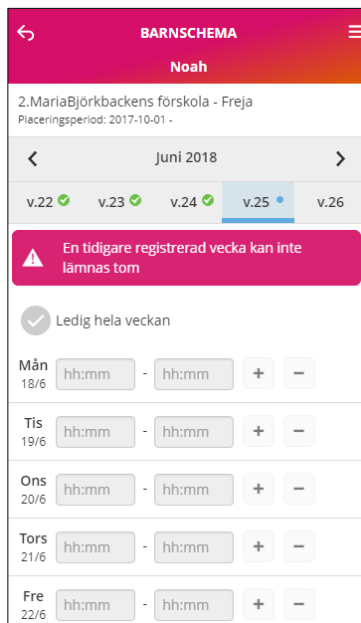 BARNSCHEMA
Noah
2.MariaBjörkbackens förskola - Freja
Placeringsperiod: 2017-10-01 -
Juni 2018
v.22 v.23 v.24 v.25 v.26
En tidigare registrerad vecka kan inte
lämnas tom
Ledig hela veckan
Mån hh:mm - hh:mm + −
18/6
Tis hh:mm - hh:mm + −
19/6
Ons hh:mm - hh:mm + −
20/6
Tors hh:mm - hh:mm + −
21/6
Fre hh:mm - hh:mm + −
22/6